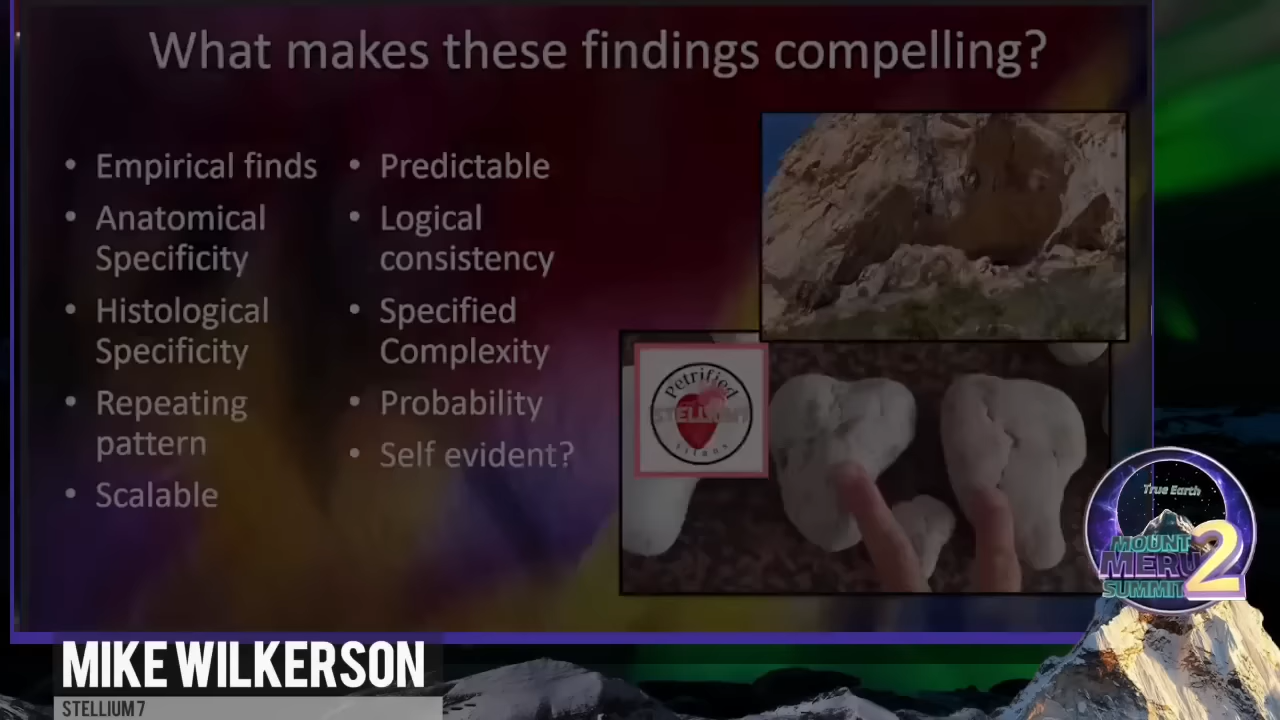 What makes these findings compelling?
• Empirical finds
• Anatomical
Specificity
• Histological
Specificity
• Repeating
pattern
• Scalable
• Predictable
• Logical
consistency
• Specified
Complexity
• Probability
• Self evident?
Petrified
True Earth
MOUNT
MERU
SUMMIT
2
MIKE WILKERSON
STELLIUM 7